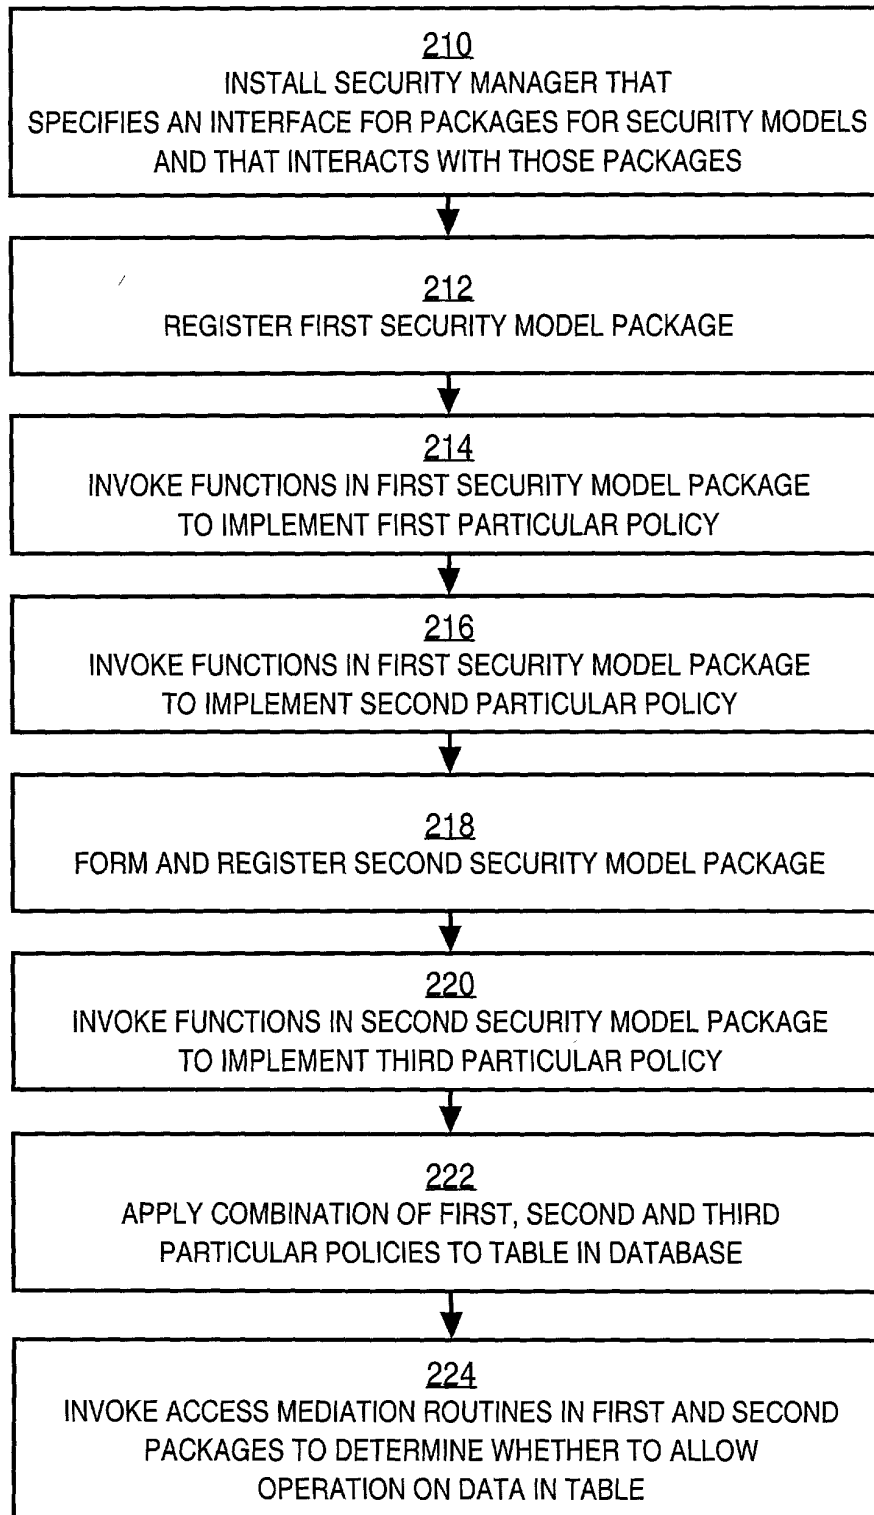 210
INSTALL SECURITY MANAGER THAT
SPECIFIES AN INTERFACE FOR PACKAGES FOR SECURITY MODELS
AND THAT INTERACTS WITH THOSE PACKAGES
212
REGISTER FIRST SECURITY MODEL PACKAGE
214
INVOKE FUNCTIONS IN FIRST SECURITY MODEL PACKAGE
TO IMPLEMENT FIRST PARTICULAR POLICY
216
INVOKE FUNCTIONS IN FIRST SECURITY MODEL PACKAGE
TO IMPLEMENT SECOND PARTICULAR POLICY
218
FORM AND REGISTER SECOND SECURITY MODEL PACKAGE
220
INVOKE FUNCTIONS IN SECOND SECURITY MODEL PACKAGE
TO IMPLEMENT THIRD PARTICULAR POLICY
222
APPLY COMBINATION OF FIRST, SECOND AND THIRD
PARTICULAR POLICIES TO TABLE IN DATABASE
224
INVOKE ACCESS MEDIATION ROUTINES IN FIRST AND SECOND
PACKAGES TO DETERMINE WHETHER TO ALLOW
OPERATION ON DATA IN TABLE